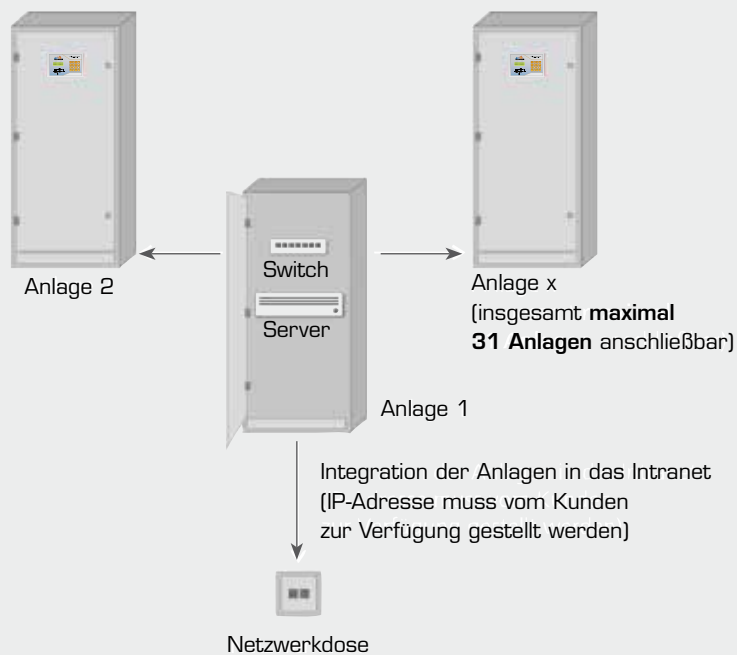 Switch
Anlage 2
Server
Anlage x
(insgesamt maximal
31 Anlagen anschließbar)
Anlage 1
Integration der Anlagen in das Intranet
(IP-Adresse muss vom Kunden
zur Verfügung gestellt werden)
Netzwerkdose